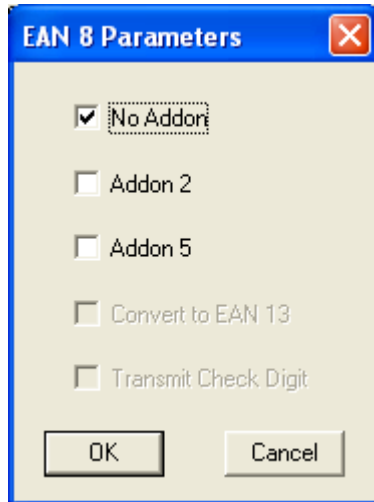 EAN 8 Parameters
No Addon
Addon 2
Addon 5
Convert to EAN 13
Transmit Check Digit
OK Cancel